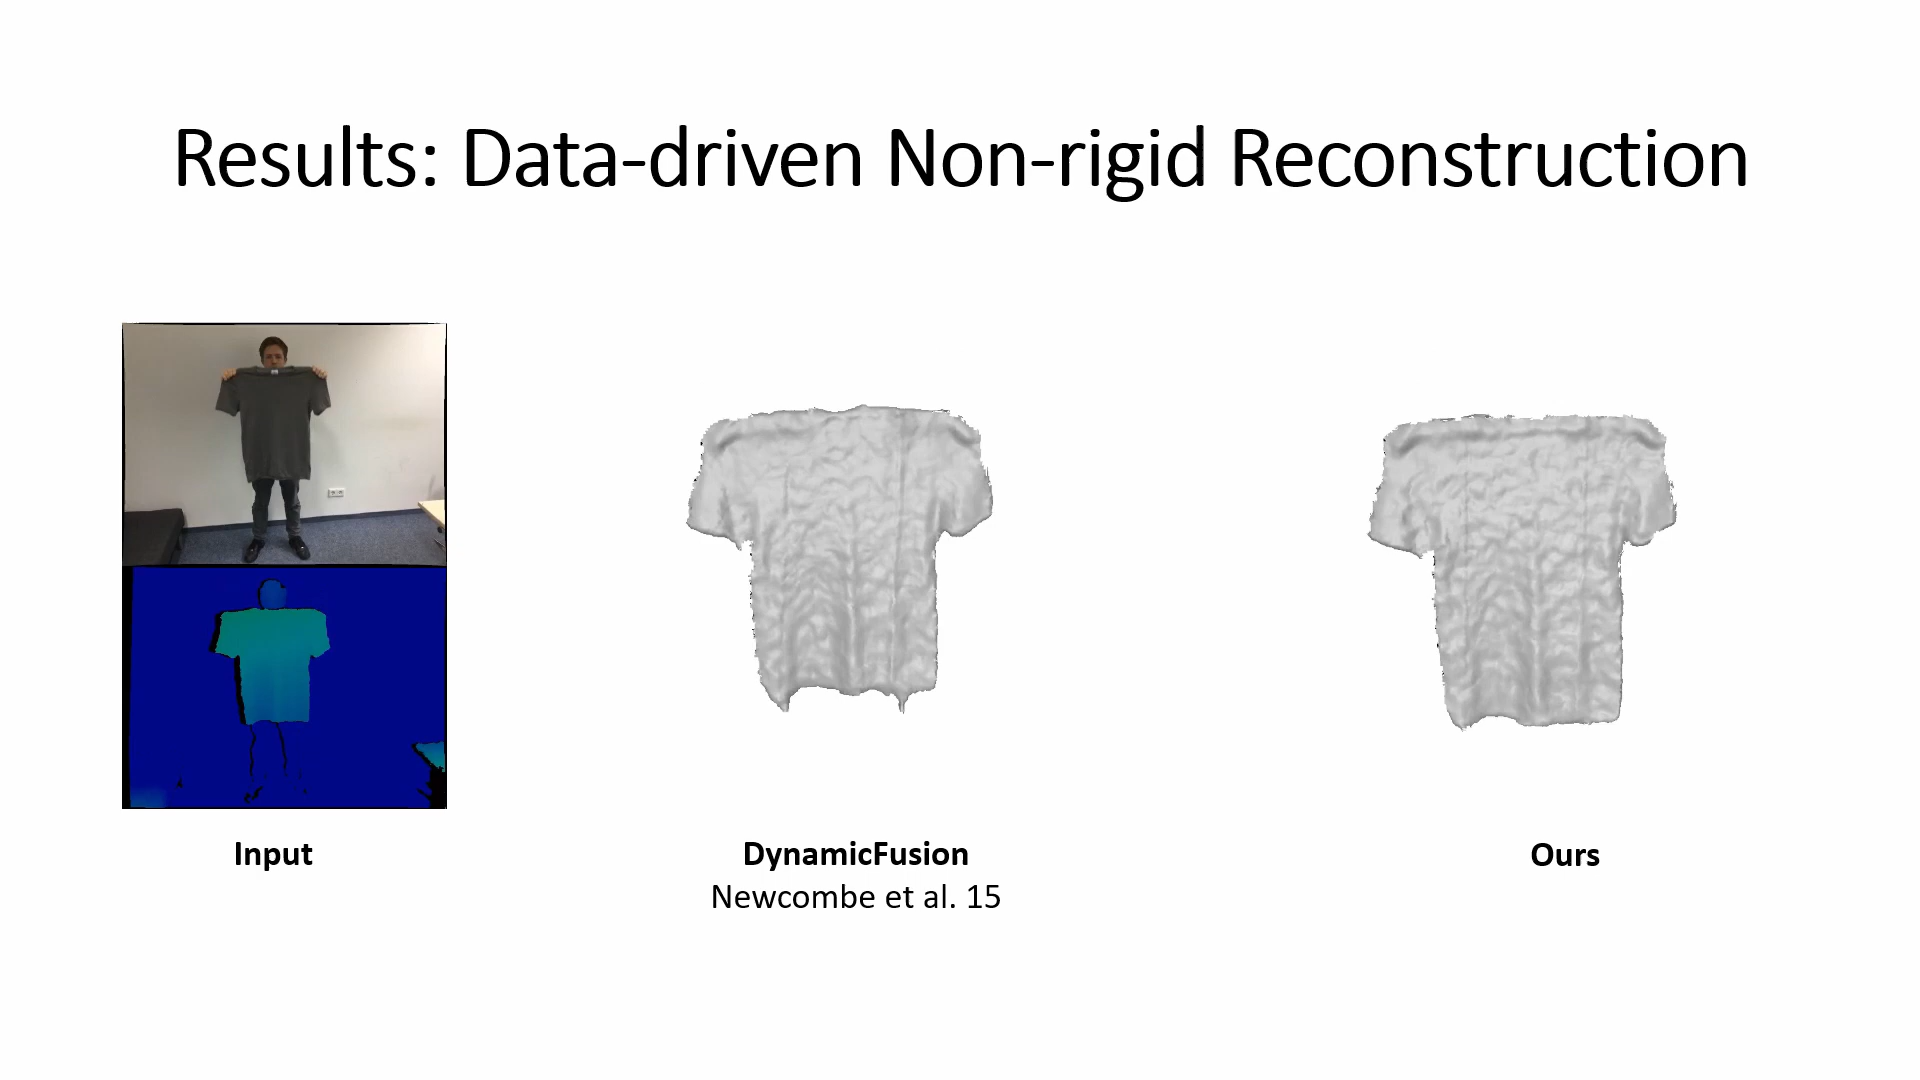 Results: Data-driven Non-rigid Reconstruction
Input
DynamicFusion
Newcombe et al. 15
Ours